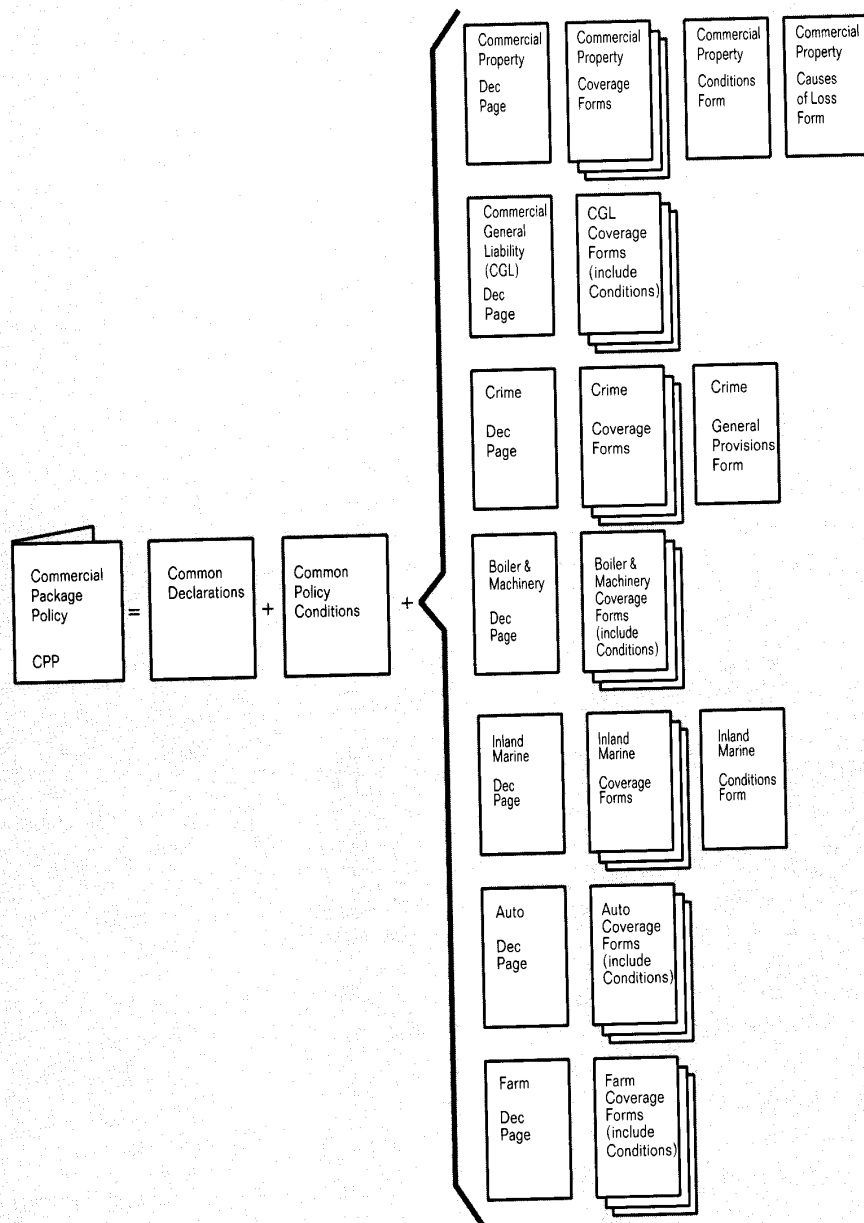 Commercial
Property
Dec
Page
Commercial
Property
Coverage
Forms
Commercial
Property
Conditions
Form
Commercial
Property
Causes
of Loss
Form
Commercial
General
Liability
(CGL)
Dec
Page
CGL
Coverage
Forms
(include
Conditions)
Crime
Dec
Page
Crime
Coverage
Forms
Crime
General
Provisions
Form
Commercial
Package
Policy
CPP
=
Common
Declarations
+
Common
Policy
Conditions
+
Boiler &
Machinery
Dec
Page
Boiler &
Machinery
Coverage
Forms
(include
Conditions)
Inland
Marine
Dec
Page
Inland
Marine
Coverage
Forms
Inland
Marine
Conditions
Form
Auto
Dec
Page
Auto
Coverage
Forms
(include
Conditions)
Farm
Dec
Page
Farm
Coverage
Forms
(include
Conditions)